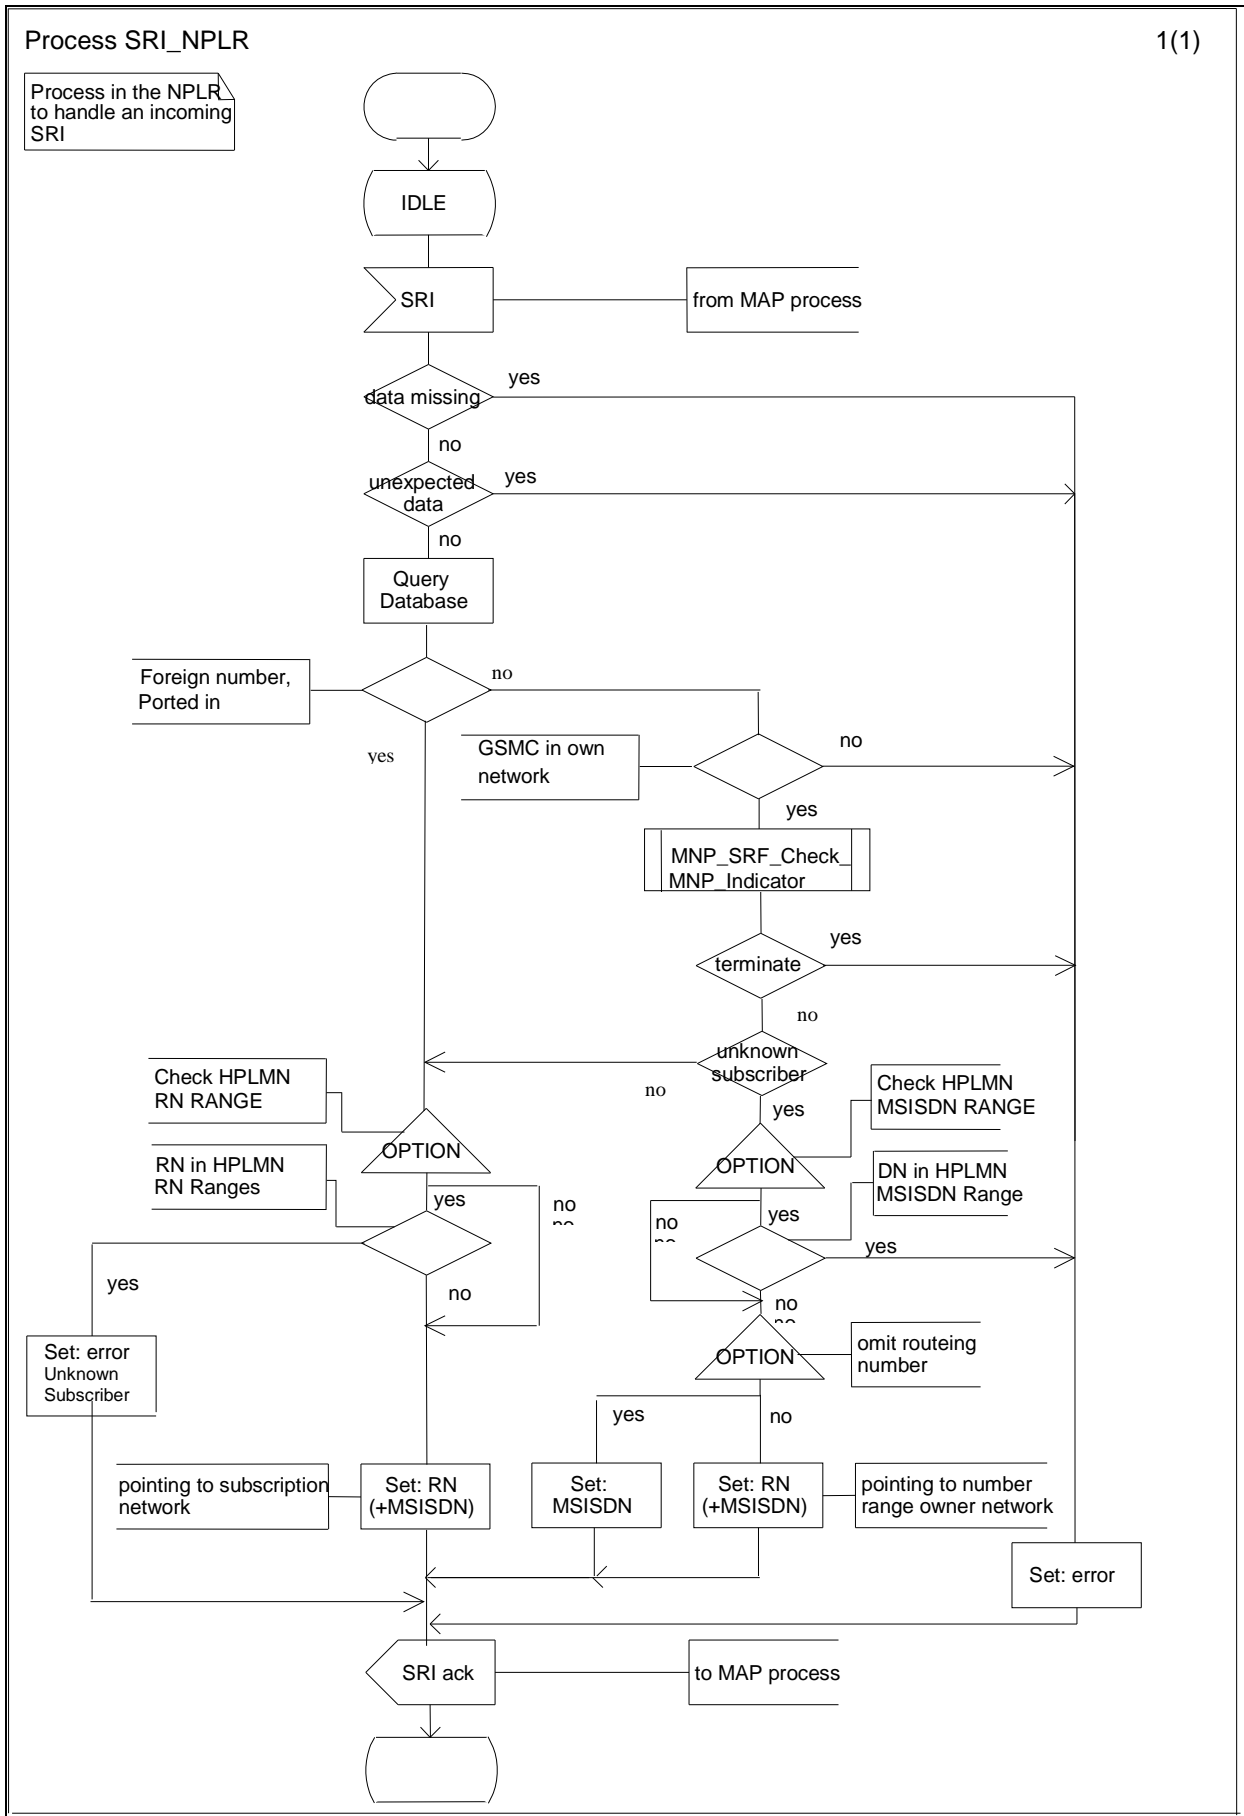 Process SRI_NPLR
1(1)
Process in the NPLR
to handle an incoming
SRI
IDLE
SRI
from MAP process
data missing
yes
no
unexpected
data
yes
no
Query
Database
Foreign number,
Ported in
no
yes
GSMC in own
network
no
yes
MNP_SRF_Check_
MNP_Indicator
terminate
yes
no
unknown
subscriber
no
yes
Check HPLMN
RN RANGE
OPTION
Check HPLMN
MSISDN RANGE
OPTION
RN in HPLMN
RN Ranges
yes
no
no
DN in HPLMN
MSISDN Range
no
no
yes
yes
yes
no
no
no
Set: error
Unknown
Subscriber
OPTION
omit routeing
number
yes
no
pointing to subscription
network
Set: RN
(+MSISDN)
Set:
MSISDN
Set: RN
(+MSISDN)
pointing to number
range owner network
Set: error
SRI ack
to MAP process